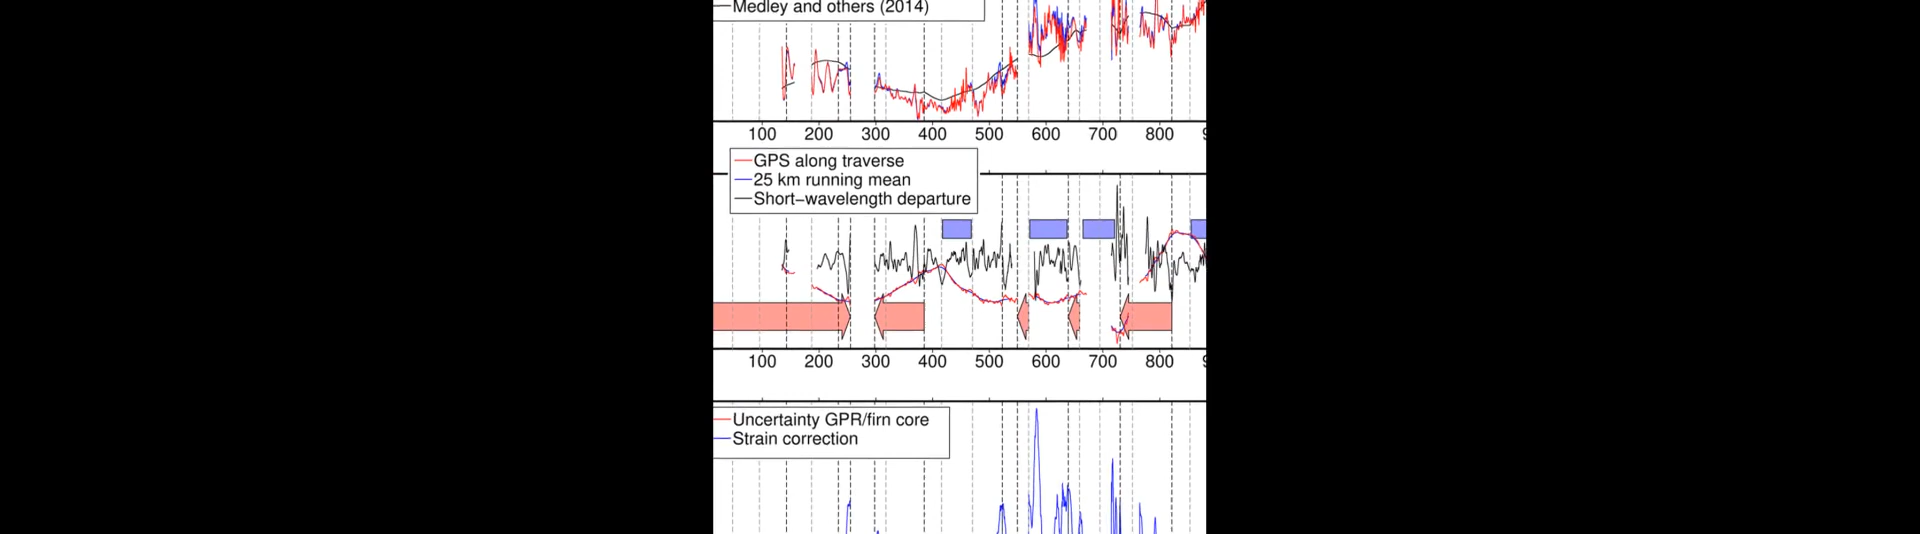 Medley and others (2014)
100 200 300 400 500 600 700 800
GPS along traverse
25 km running mean
Short−wavelength departure
100 200 300 400 500 600 700 800
Uncertainty GPR/firn core
Strain correction